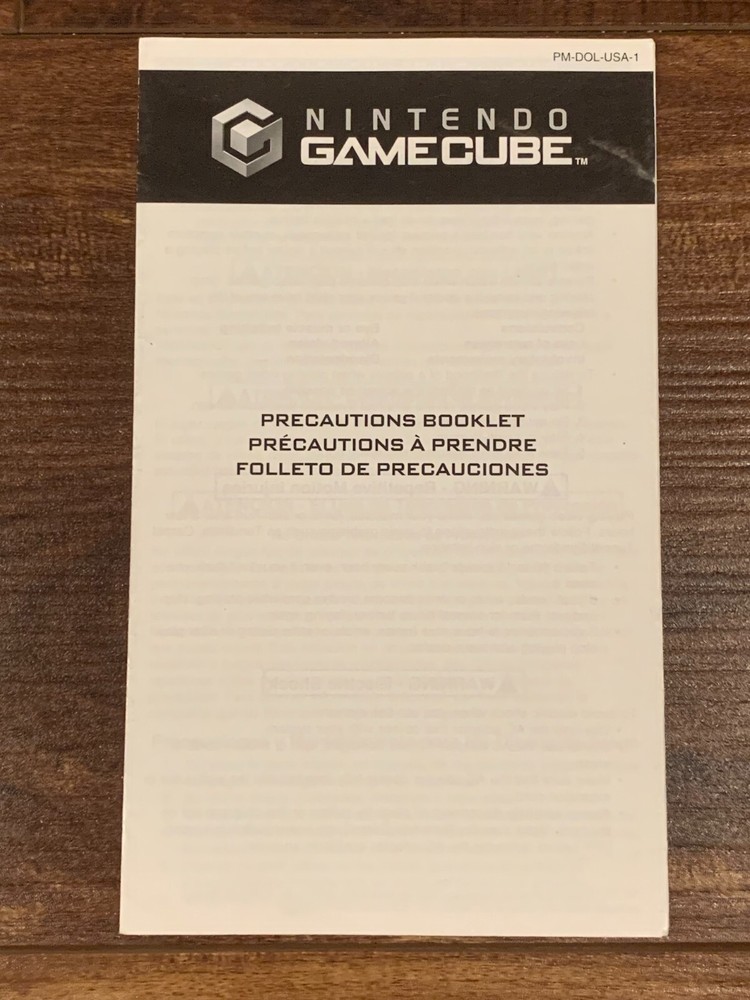 PM-DOL-USA-1
NINTENDO
GAMECUBE™
PRECAUTIONS BOOKLET
PRÉCAUTIONS À PRENDRE
FOLLETO DE PRECAUCIONES